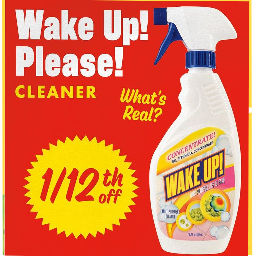 Wake Up!
Please!
CLEANER
What's
Real?
1/12th
off
CONCENTRATE!
WAKE UP!